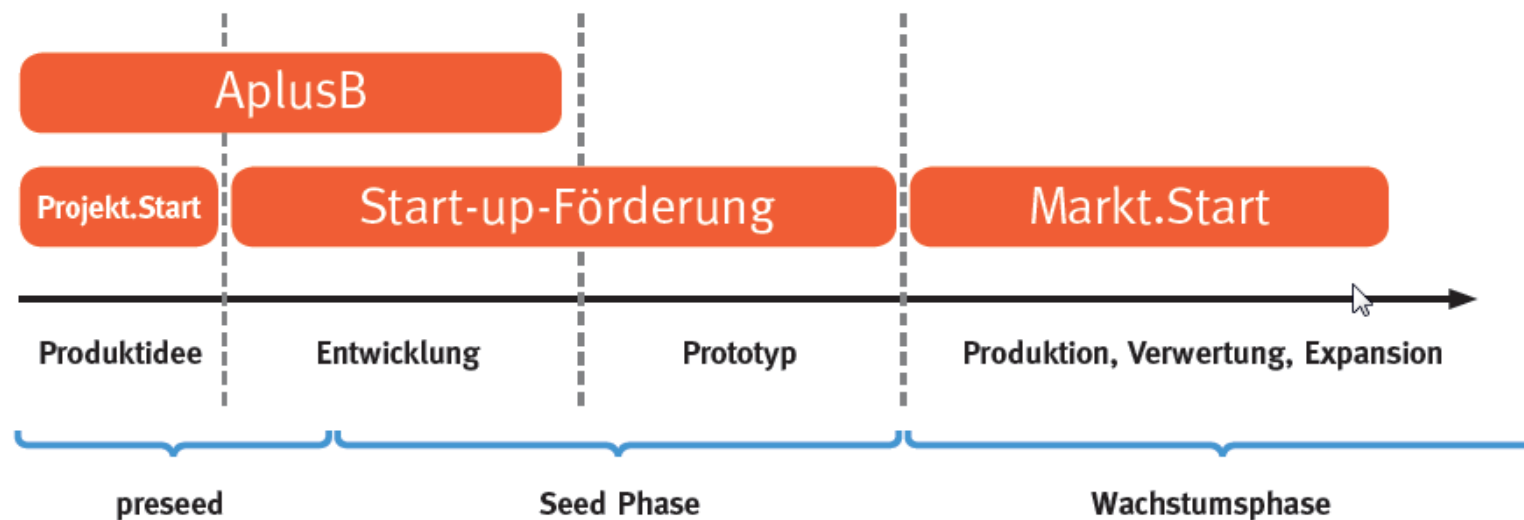 AplusB
Projekt.Start
Start-up-Förderung
Markt.Start
Produktidee
Entwicklung
Prototyp
Produktion, Verwertung, Expansion
preseed
Seed Phase
Wachstumsphase